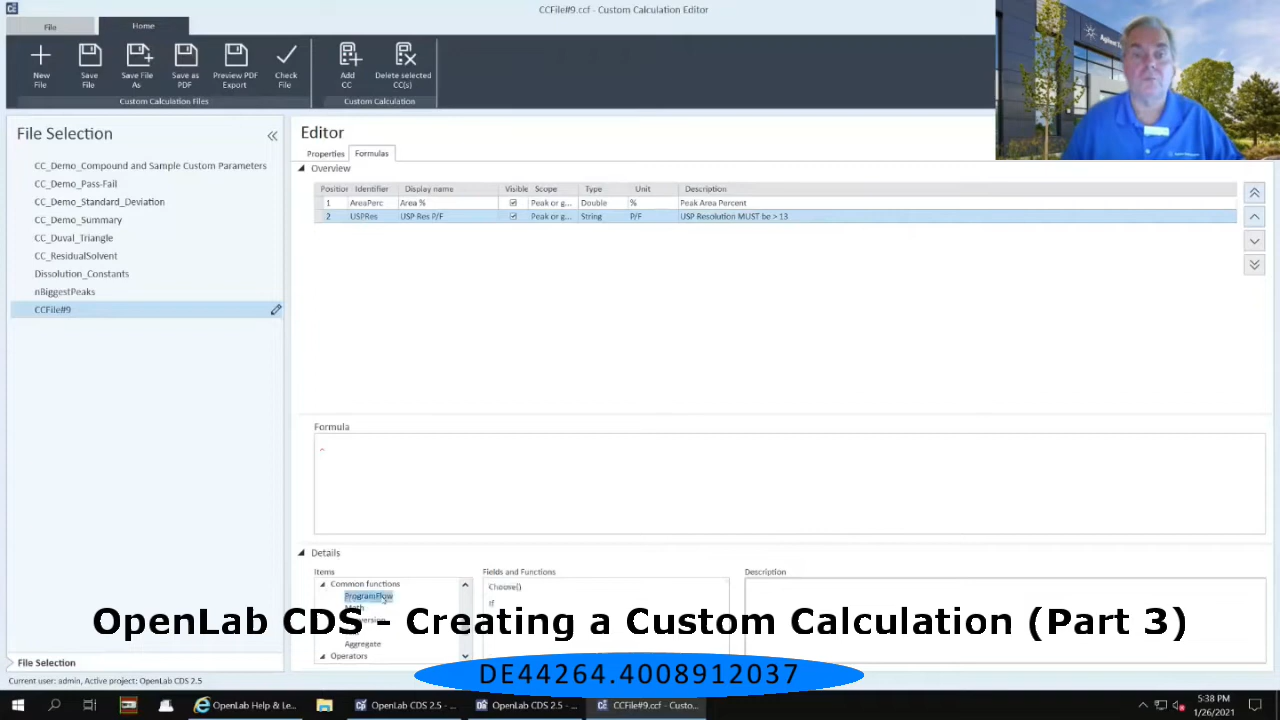 CCFile#9.ccf - Custom Calculation Editor
File
Home
New File
Save File
Save File As
Save as PDF
Preview PDF Export
Check File
Add CC
Delete selected CC(s)
Custom Calculation Files
Custom Calculation
File Selection
CC_Demo_Compound and Sample Custom Parameters
CC_Demo_Pass-Fail
CC_Demo_Standard_Deviation
CC_Demo_Summary
CC_Duval_Triangle
CC_ResidualSolvent
Dissolution_Constants
nBiggestPeaks
CCFile#9
Editor
Properties
Formulas
Overview
Position Identifier Display name Visible Scope Type Unit Description
1 AreaPerc Area % Peak or g... Double % Peak Area Percent
2 USPRes USP Res P/F Peak or g... String P/F USP Resolution MUST be > 13
Formula
Details
Items
Fields and Functions
Description
Common functions
ProgramFlow
Aggregate
Operators
Choose()
If
OpenLab CDS - Creating a Custom Calculation (Part 3)
DE44264.4008912037
File Selection
Current user: admin, Active project: OpenLab CDS 2.5
OpenLab Help & Le...
OpenLab CDS 2.5 - ...
OpenLab CDS 2.5 - ...
CCFile#9.ccf - Custo...
5:38 PM
1/26/2021